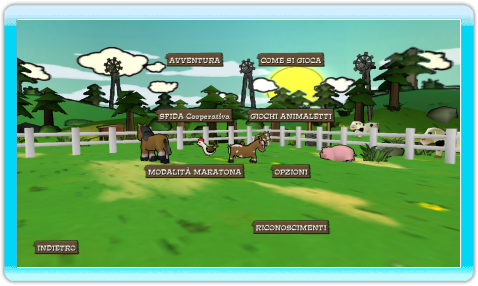 AVVENTURA
COME SI GIOCA
SFIDA Cooperativa
GIOCHI ANIMALETTI
MODALITÀ MARATONA
OPZIONI
RICONOSCIMENTI
INDIETRO